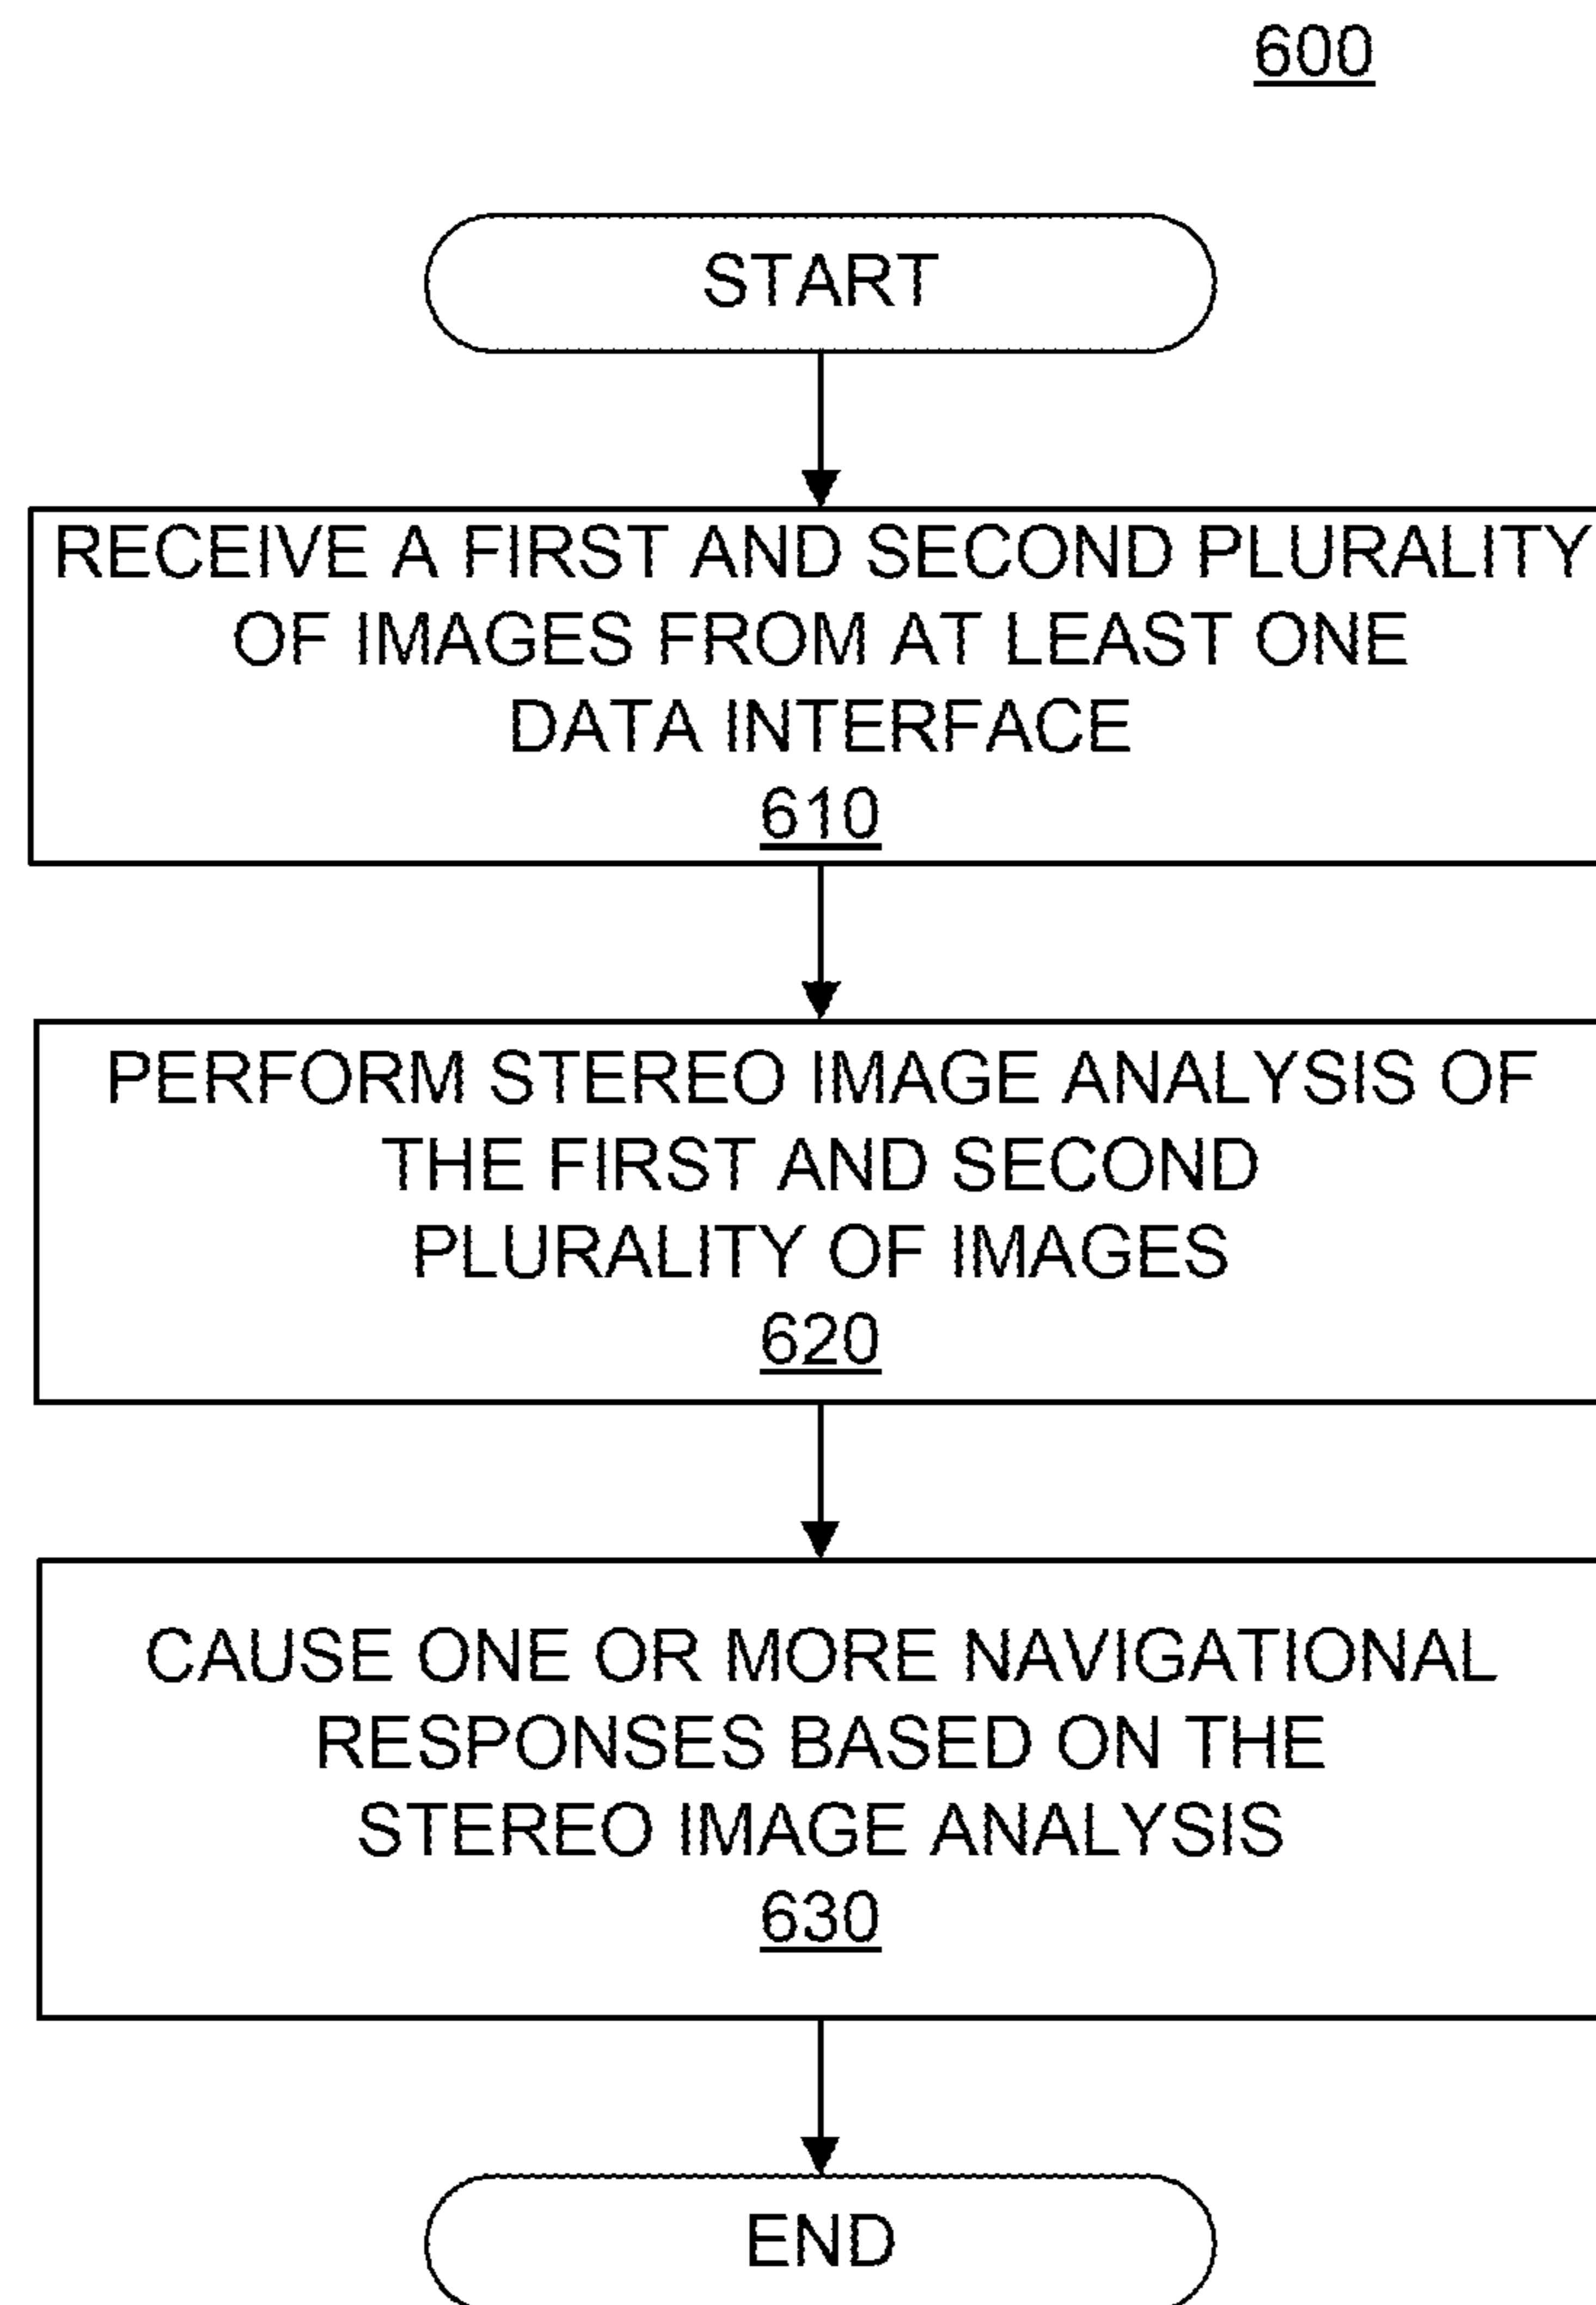 600
START
RECEIVE A FIRST AND SECOND PLURALITY
OF IMAGES FROM AT LEAST ONE
DATA INTERFACE
610
PERFORM STEREO IMAGE ANALYSIS OF
THE FIRST AND SECOND
PLURALITY OF IMAGES
620
CAUSE ONE OR MORE NAVIGATIONAL
RESPONSES BASED ON THE
STEREO IMAGE ANALYSIS
630
END